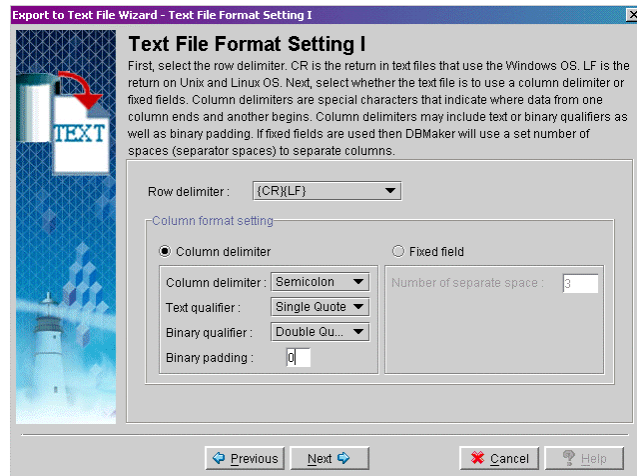 Export to Text File Wizard - Text File Format Setting I
TEXT
Text File Format Setting I
First, select the row delimiter. CR is the return in text files that use the Windows OS. LF is the
return on Unix and Linux OS. Next, select whether the text file is to use a column delimiter or
fixed fields. Column delimiters are special characters that indicate where data from one
column ends and another begins. Column delimiters may include text or binary qualifiers as
well as binary padding. If fixed fields are used then DBMaker will use a set number of
spaces (separator spaces) to separate columns.
Row delimiter : {CR}{LF}
Column format setting
Column delimiter
Fixed field
Column delimiter : Semicolon
Number of separate space : 3
Text qualifier : Single Quote
Binary qualifier : Double Qu...
Binary padding : 0
Previous Next Cancel Help